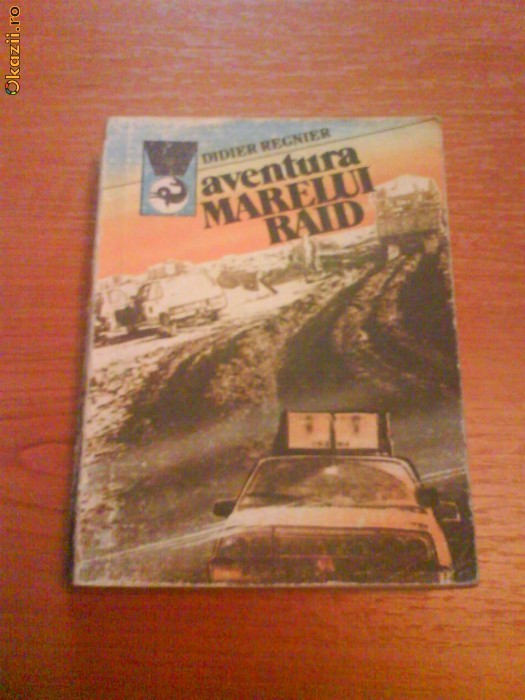 Okazii.ro
DIDIER REGNIER
aventura
MARELUI
RAID